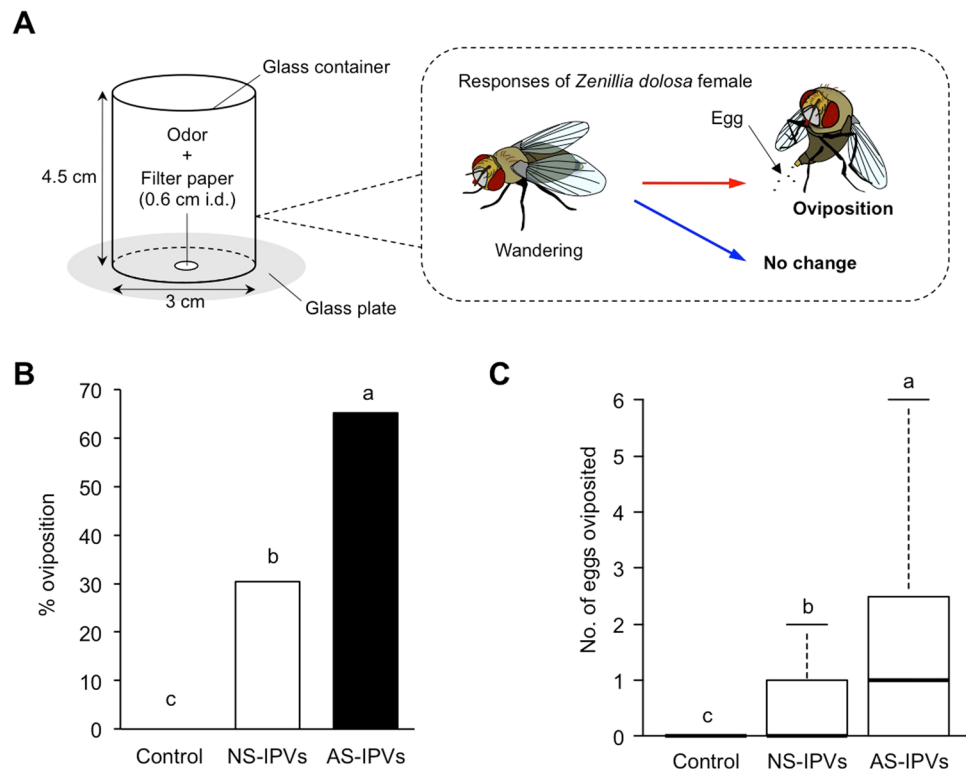 A
Glass container
Odor
+
Filter paper
(0.6 cm i.d.)
4.5 cm
3 cm
Glass plate
Responses of Zenillia dolosa female
Egg
Wandering
Oviposition
No change
B
% oviposition
70
60
50
40
30
20
10
0
c
b
a
Control
NS-IPVs
AS-IPVs
C
No. of eggs oviposited
6
5
4
3
2
1
0
c
b
a
Control
NS-IPVs
AS-IPVs